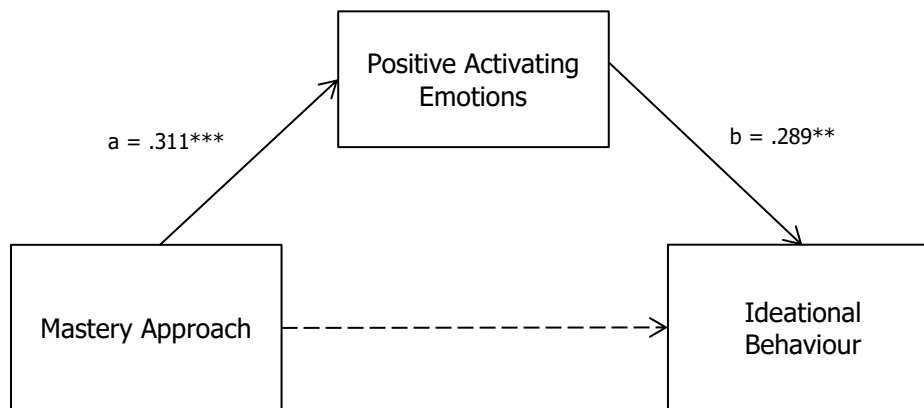 Positive Activating
Emotions
a = .311***
b = .289**
Mastery Approach
Ideational
Behaviour